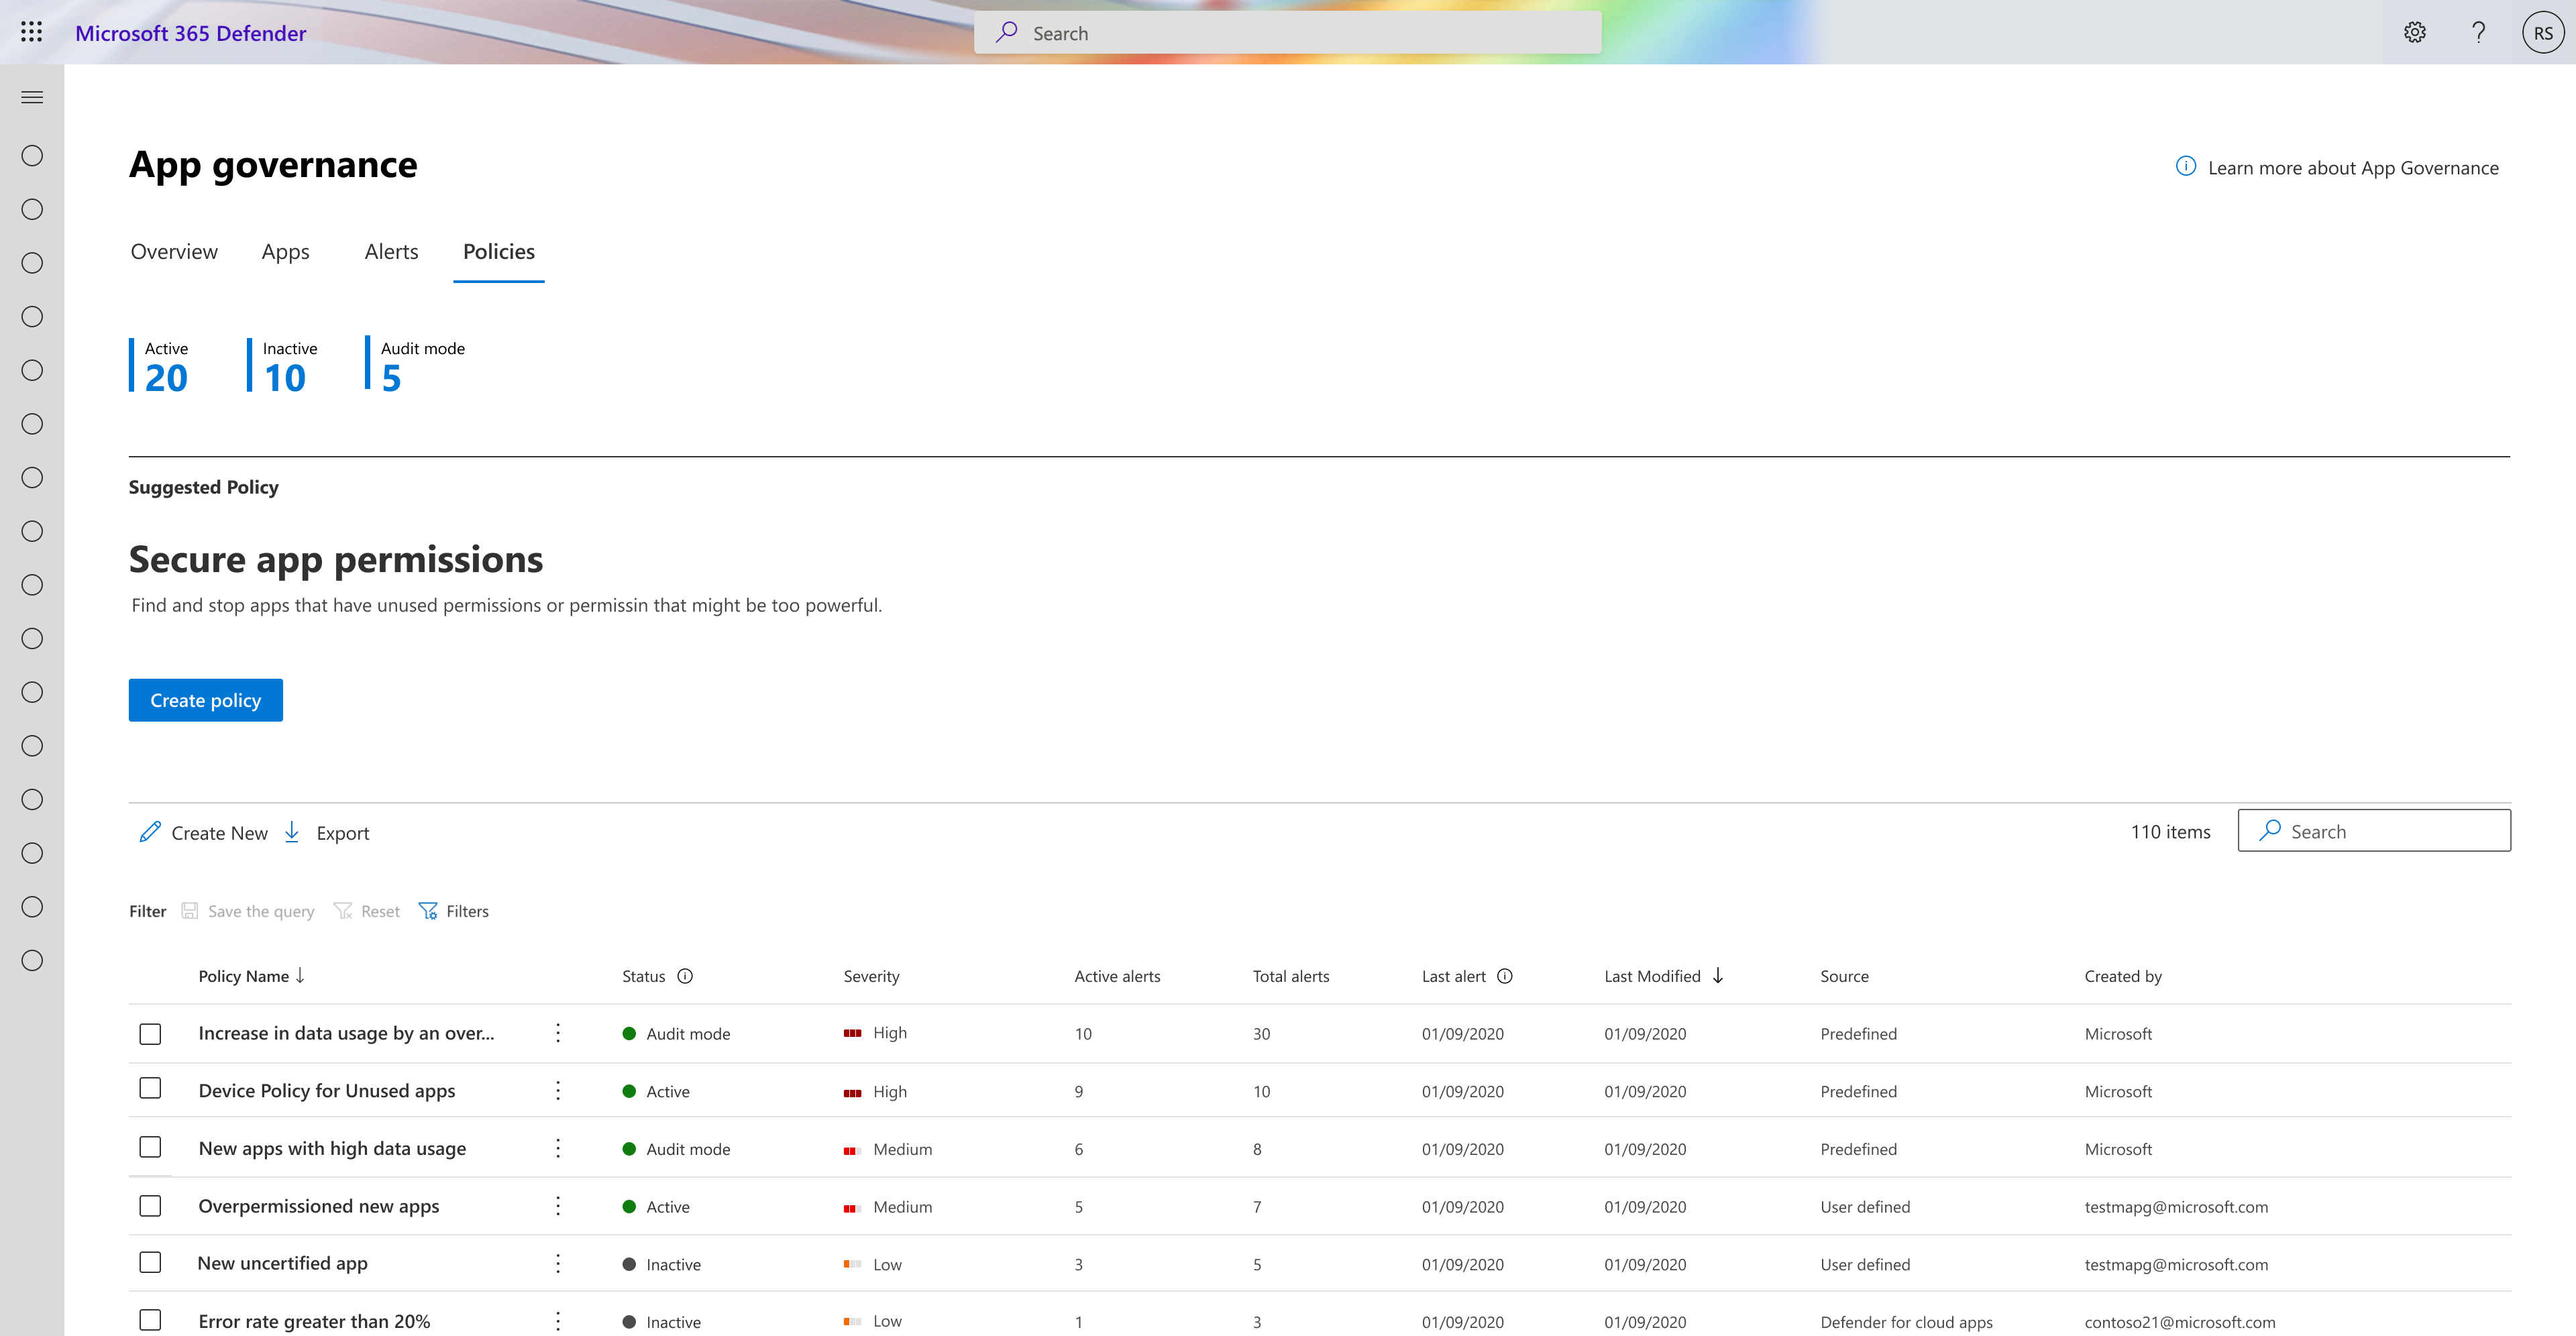 Microsoft 365 Defender
Search
RS
App governance
Learn more about App Governance
Overview Apps Alerts Policies
Active Inactive Audit mode
20 10 5
Suggested Policy
Secure app permissions
Find and stop apps that have unused permissions or permissin that might be too powerful.
Create policy
Create New Export 110 items Search
Filter Save the query Reset Filters
Policy Name Status Severity Active alerts Total alerts Last alert Last Modified Source Created by
Increase in data usage by an over... Audit mode High 10 30 01/09/2020 01/09/2020 Predefined Microsoft
Device Policy for Unused apps Active High 9 10 01/09/2020 01/09/2020 Predefined Microsoft
New apps with high data usage Audit mode Medium 6 8 01/09/2020 01/09/2020 Predefined Microsoft
Overpermissioned new apps Active Medium 5 7 01/09/2020 01/09/2020 User defined testmapg@microsoft.com
New uncertified app Inactive Low 3 5 01/09/2020 01/09/2020 User defined testmapg@microsoft.com
Error rate greater than 20% Inactive Low 1 3 01/09/2020 01/09/2020 Defender for cloud apps contoso21@microsoft.com